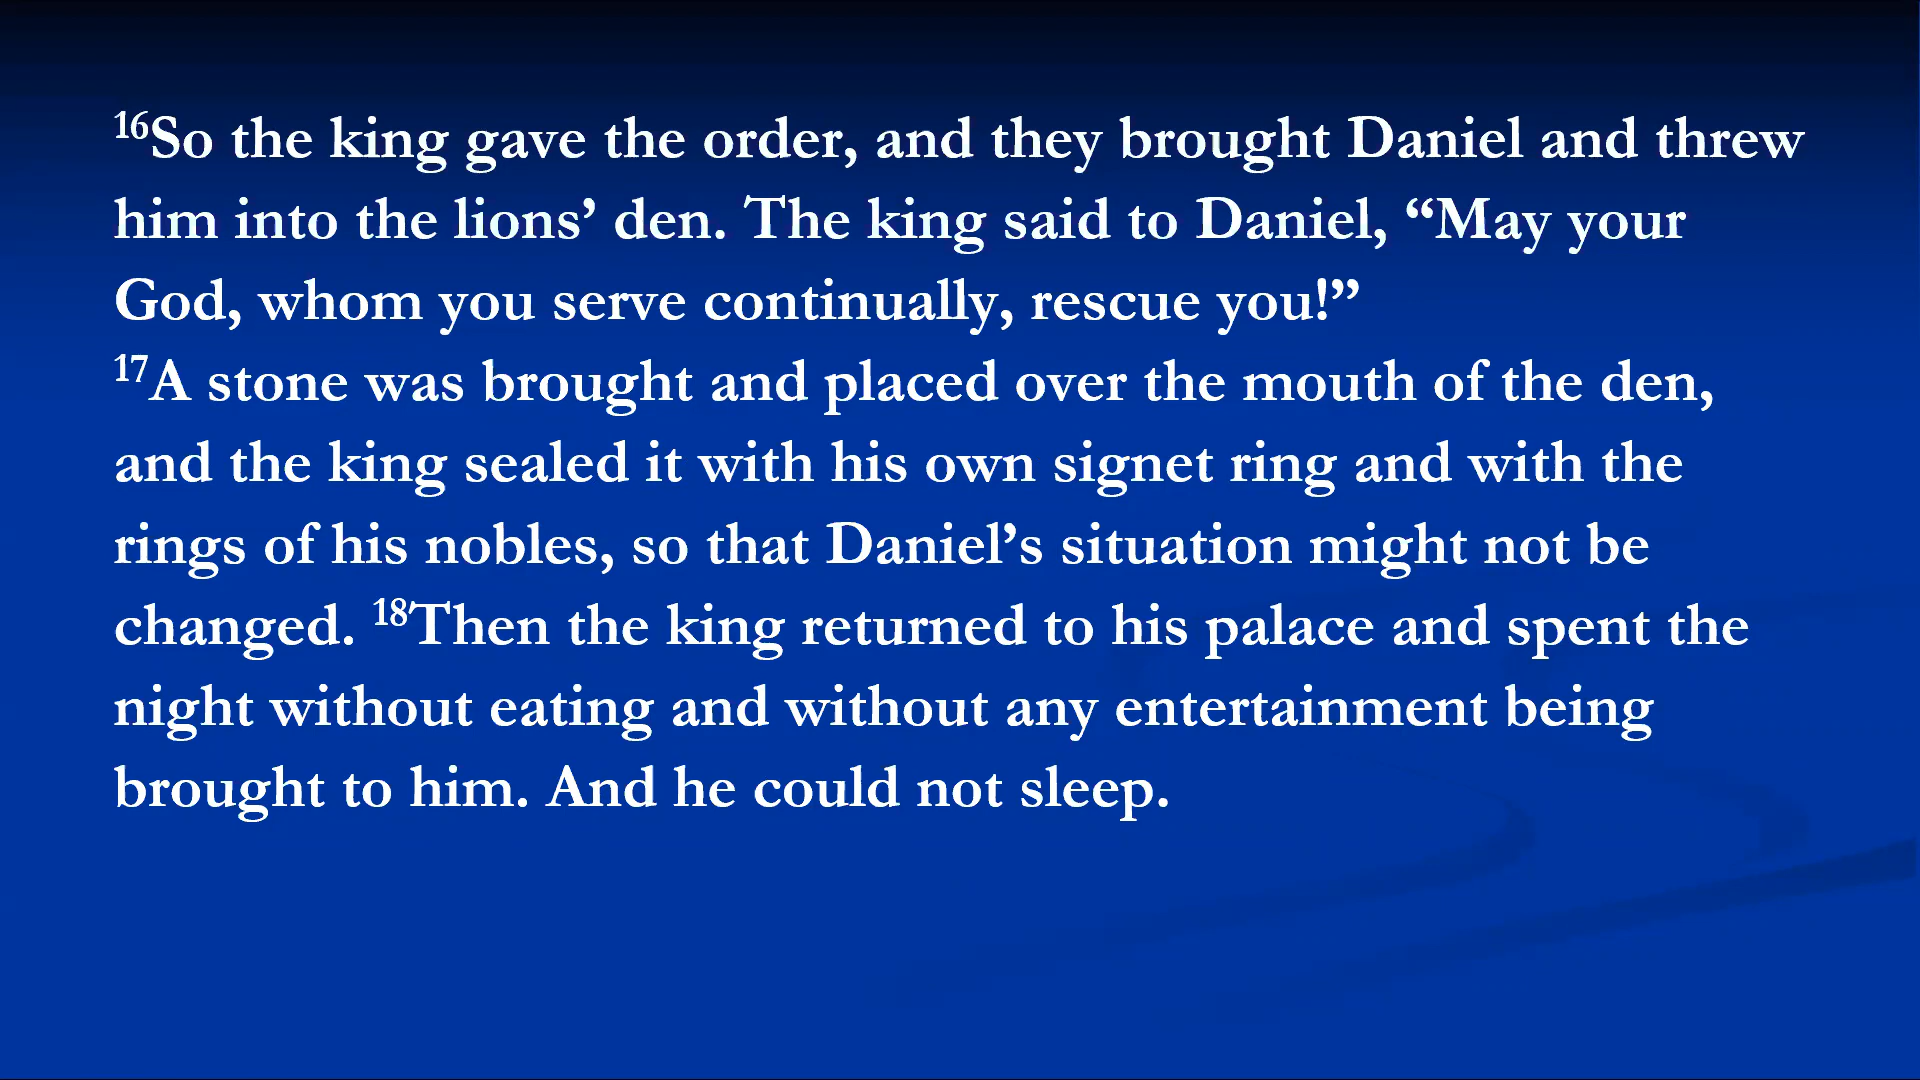 ¹⁶So the king gave the order, and they brought Daniel and threw
him into the lions’ den. The king said to Daniel, “May your
God, whom you serve continually, rescue you!”
¹⁷A stone was brought and placed over the mouth of the den,
and the king sealed it with his own signet ring and with the
rings of his nobles, so that Daniel’s situation might not be
changed. ¹⁸Then the king returned to his palace and spent the
night without eating and without any entertainment being
brought to him. And he could not sleep.